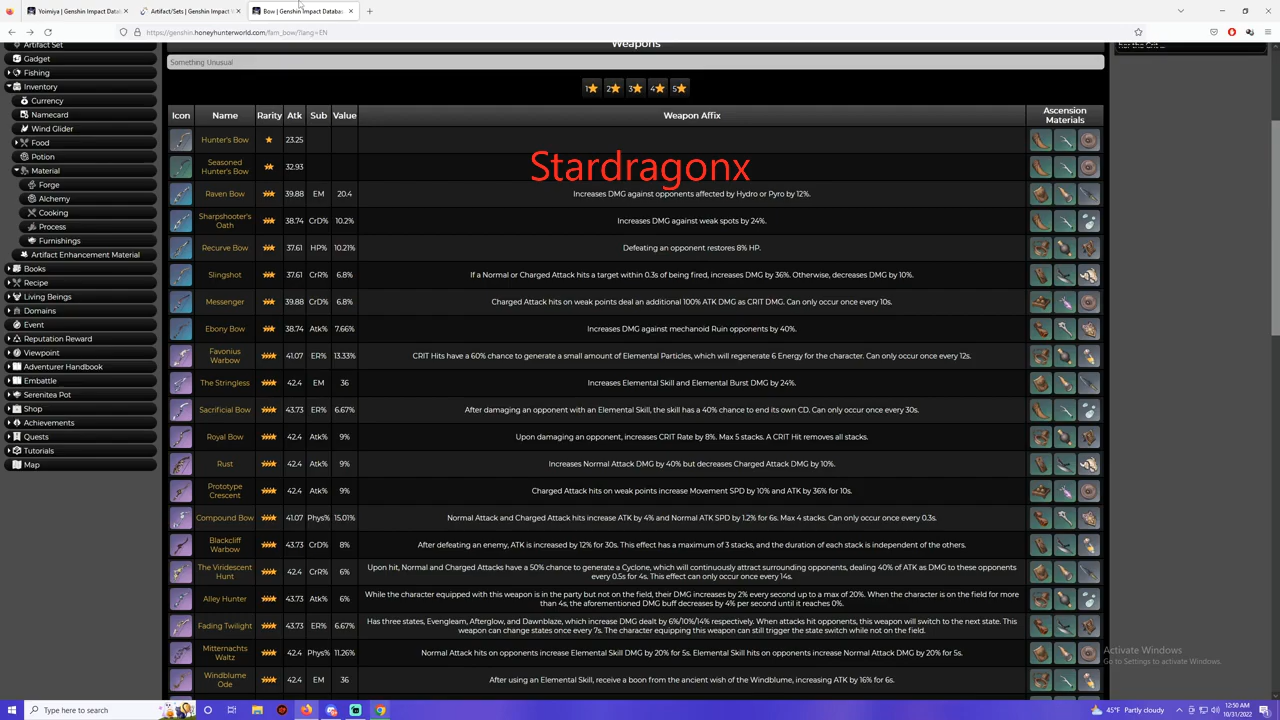 Yoimiya | Genshin Impact Datab
Artifact/Sets | Genshin Impact W
Bow | Genshin Impact Databa
https://genshin.honeyhunterworld.com/fam_bow/?lang=EN
Artifact Set
Gadget
Fishing
Inventory
Currency
Namecard
Wind Glider
Food
Potion
Material
Forge
Alchemy
Cooking
Process
Furnishings
Artifact Enhancement Material
Books
Recipe
Living Beings
Domains
Event
Reputation Reward
Viewpoint
Adventurer Handbook
Embattle
Serenitea Pot
Shop
Achievements
Quests
Tutorials
Map
Weapons
Something Unusual
1 2 3 4 5
Icon Name Rarity Atk Sub Value Weapon Affix Ascension
Materials
Hunter's Bow 23.25
Stardragonx
Seasoned
Hunter's Bow 32.93
Raven Bow 39.88 EM 20.4 Increases DMG against opponents affected by Hydro or Pyro by 12%.
Sharpshooter's
Oath 38.74 CrD% 10.2% Increases DMG against weak spots by 24%.
Recurve Bow 37.61 HP% 10.21% Defeating an opponent restores 8% HP.
Slingshot 37.61 CrR% 6.8% If a Normal or Charged Attack hits a target within 0.3s of being fired, increases DMG by 36%. Otherwise, decreases DMG by 10%.
Messenger 39.88 CrD% 6.8% Charged Attack hits on weak points deal an additional 100% ATK DMG as CRIT DMG. Can only occur once every 10s.
Ebony Bow 38.74 Atk% 7.66% Increases DMG against mechanoid Ruin opponents by 40%.
Favonius
Warbow 41.07 ER% 13.33% CRIT Hits have a 60% chance to generate a small amount of Elemental Particles, which will regenerate 6 Energy for the character. Can only occur once every 12s.
The Stringless 42.4 EM 36 Increases Elemental Skill and Elemental Burst DMG by 24%.
Sacrificial Bow 43.73 ER% 6.67% After damaging an opponent with an Elemental Skill, the skill has a 40% chance to end its own CD. Can only occur once every 30s.
Royal Bow 42.4 Atk% 9% Upon damaging an opponent, increases CRIT Rate by 8%. Max 5 stacks. A CRIT Hit removes all stacks.
Rust 42.4 Atk% 9% Increases Normal Attack DMG by 40% but decreases Charged Attack DMG by 10%.
Prototype
Crescent 42.4 Atk% 9% Charged Attack hits on weak points increase Movement SPD by 10% and ATK by 36% for 10s.
Compound Bow 41.07 Phys% 15.01% Normal Attack and Charged Attack hits increase ATK by 4% and Normal ATK SPD by 1.2% for 6s. Max 4 stacks. Can only occur once every 0.3s.
Blackcliff
Warbow 43.73 CrD% 8% After defeating an enemy, ATK is increased by 12% for 30s. This effect has a maximum of 3 stacks, and the duration of each stack is independent of the others.
The Viridescent
Hunt 42.4 CrR% 6% Upon hit, Normal and Charged Attacks have a 50% chance to generate a Cyclone, which will continuously attract surrounding opponents, dealing 40% of ATK as DMG to these opponents
every 0.5s for 4s. This effect can only occur once every 14s.
Alley Hunter 43.73 Atk% 6% While the character equipped with this weapon is in the party but not on the field, their DMG increases by 2% every second up to a max of 20%. When the character is on the field for more
than 4s, the aforementioned DMG buff decreases by 4% per second until it reaches 0%.
Fading Twilight 43.73 ER% 6.67% Has three states, Evengleam, Afterglow, and Dawnblaze, which increase DMG dealt by 6%/10%/14% respectively. When attacks hit opponents, this weapon will switch to the next state. This
weapon can change states once every 7s. The character equipping this weapon can still trigger the state switch while not on the field.
Mitternachts
Waltz 42.4 Phys% 11.26% Normal Attack hits on opponents increase Elemental Skill DMG by 20% for 5s. Elemental Skill hits on opponents increase Normal Attack DMG by 20% for 5s.
Windblume
Ode 42.4 EM 36 After using an Elemental Skill, receive a boon from the ancient wish of the Windblume, increasing ATK by 16% for 6s.
Activate Windows
Go to Settings to activate Windows.
Type here to search
45°F Partly cloudy
12:50 AM
10/31/2022